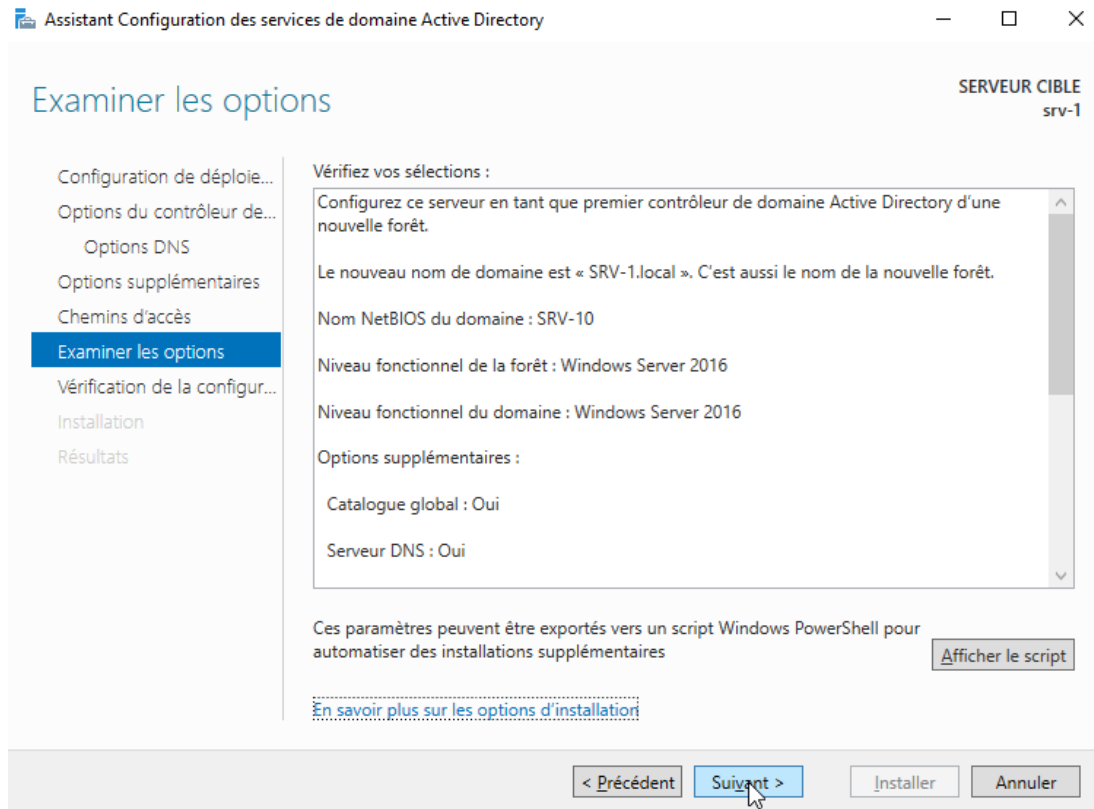 Assistant Configuration des services de domaine Active Directory
Examiner les options
SERVEUR CIBLE
srv-1
Configuration de déploie...
Options du contrôleur de...
Options DNS
Options supplémentaires
Chemins d’accès
Examiner les options
Vérification de la configur...
Installation
Résultats
Vérifiez vos sélections :
Configurez ce serveur en tant que premier contrôleur de domaine Active Directory d’une
nouvelle forêt.
Le nouveau nom de domaine est « SRV-1.local ». C’est aussi le nom de la nouvelle forêt.
Nom NetBIOS du domaine : SRV-10
Niveau fonctionnel de la forêt : Windows Server 2016
Niveau fonctionnel du domaine : Windows Server 2016
Options supplémentaires :
Catalogue global : Oui
Serveur DNS : Oui
Ces paramètres peuvent être exportés vers un script Windows PowerShell pour
automatiser des installations supplémentaires
Afficher le script
En savoir plus sur les options d’installation
< Précédent
Suivant >
Installer
Annuler